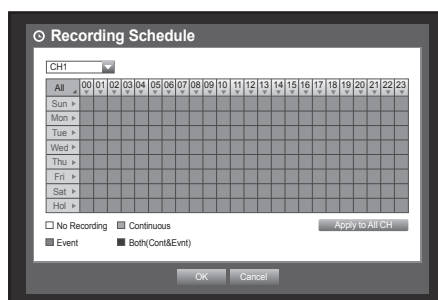 Recording Schedule
CH1
All 00 01 02 03 04 05 06 07 08 09 10 11 12 13 14 15 16 17 18 19 20 21 22 23
Sun
Mon
Tue
Wed
Thu
Fri
Sat
Hol
No Recording Continuous Apply to All CH
Event Both(Cont&Evnt)
OK Cancel